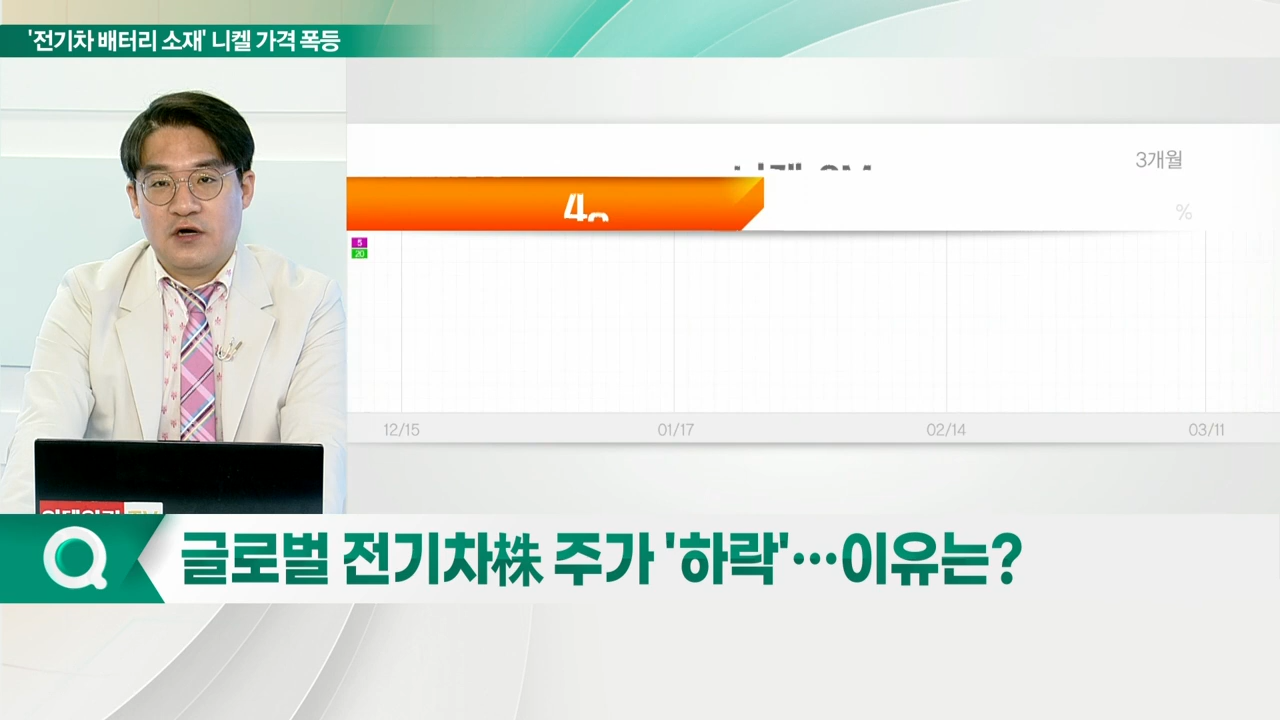 '전기차 배터리 소재' 니켈 가격 폭등
3개월
%
5
20
12/15
01/17
02/14
03/11
글로벌 전기차株 주가 '하락'…이유는?